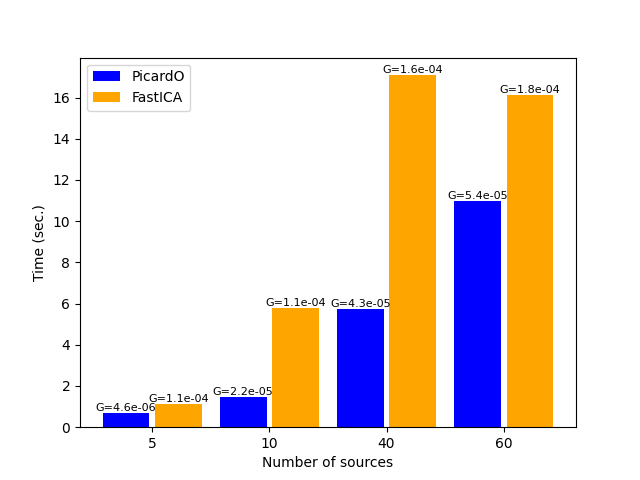 PicardO
FastICA
G=4.6e-06
G=1.1e-04
G=2.2e-05
G=1.1e-04
G=4.3e-05
G=1.6e-04
G=5.4e-05
G=1.8e-04
16
14
12
10
8
6
4
2
0
Time (sec.)
5
10
40
60
Number of sources